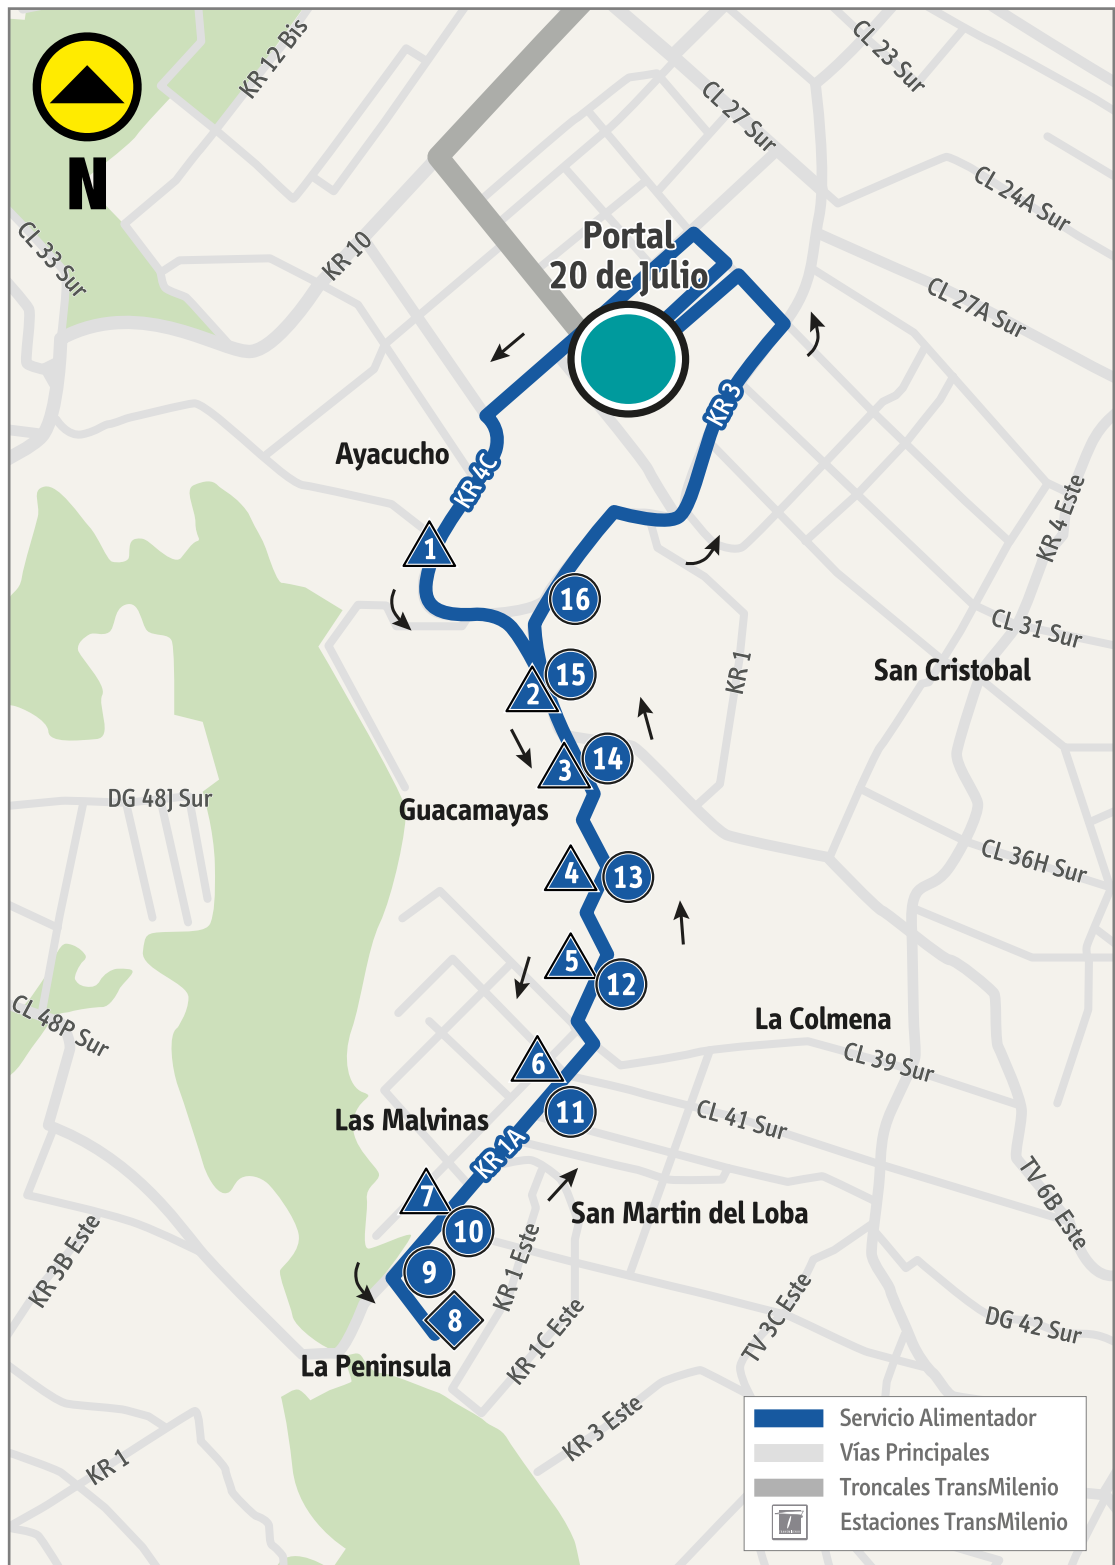 KR 12 Bis
CL 23 Sur
N
CL 27 Sur
CL 24A Sur
CL 33 Sur
KR 10
Portal
20 de Julio
CL 27A Sur
KR 3
Ayacucho
KR 4C
1
KR 4 Este
16
CL 31 Sur
KR 1
San Cristobal
15
2
14
3
DG 48J Sur
Guacamayas
CL 36H Sur
4
13
5
12
CL 48P Sur
La Colmena
CL 39 Sur
6
11
CL 41 Sur
Las Malvinas
KR 1A
7
TV 6B Este
San Martin del Loba
10
KR 3B Este
9
KR 1 Este
8
KR 1C Este
TV 3C Este
DG 42 Sur
La Peninsula
KR 3 Este
KR 1
Servicio Alimentador
Vías Principales
Troncales TransMilenio
Estaciones TransMilenio